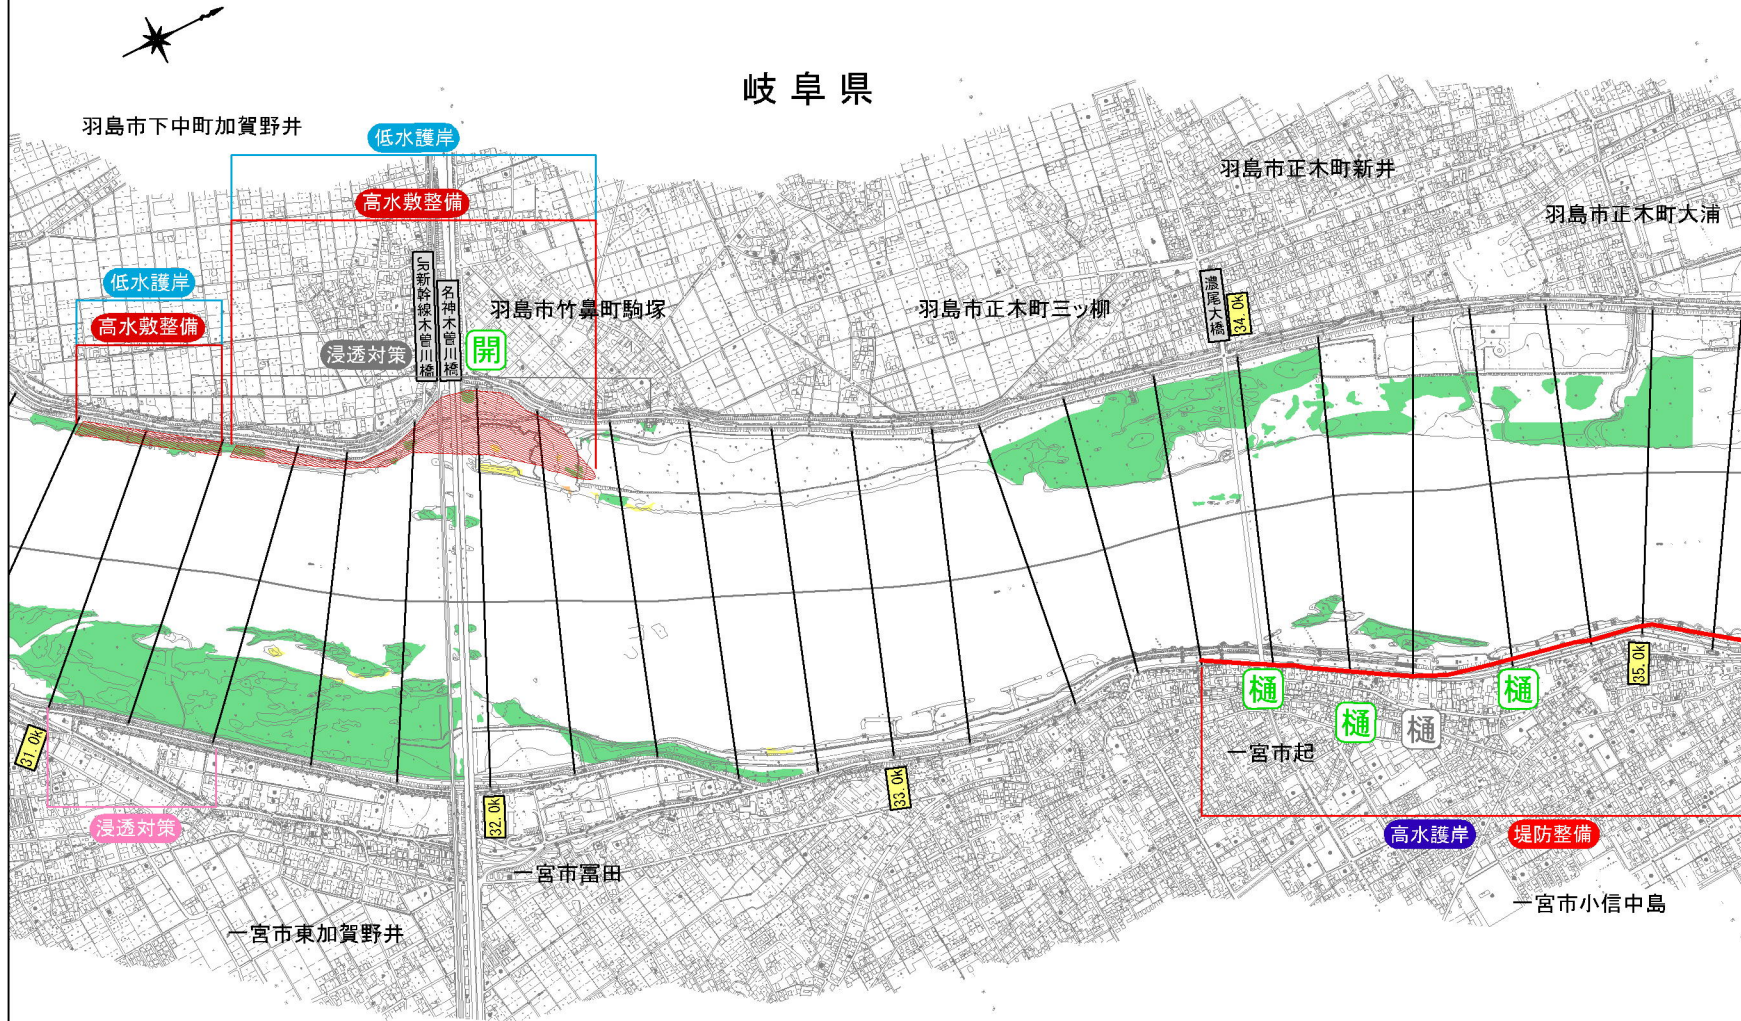 岐阜県
羽島市下中町加賀野井
低水護岸
高水敷整備
羽島市正木町新井
羽島市正木町大浦
低水護岸
高水敷整備
浸透対策
JR新幹線木曽川橋
名神木曽川橋
開
羽島市竹鼻町駒塚
羽島市正木町三ッ柳
濃尾大橋
34.0k
31.0k
浸透対策
32.0k
33.0k
35.0k
樋
樋
樋
樋
一宮市起
高水護岸
堤防整備
一宮市冨田
一宮市東加賀野井
一宮市小信中島